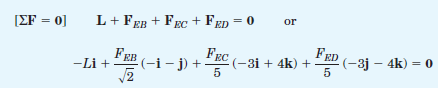 [ΣF = 0] L + F_EB + F_EC + F_ED = 0 or
−Li + F_EB/√2 (−i − j) + F_EC/5 (−3i + 4k) + F_ED/5 (−3j − 4k) = 0